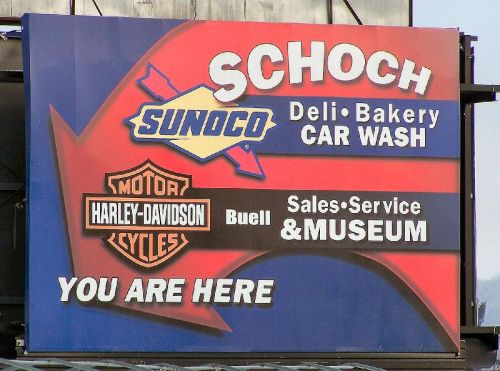 SCHOCH
SUNOCO
Deli•Bakery
CAR WASH
MOTOR
HARLEY-DAVIDSON
CYCLES
Buell
Sales•Service
&MUSEUM
YOU ARE HERE